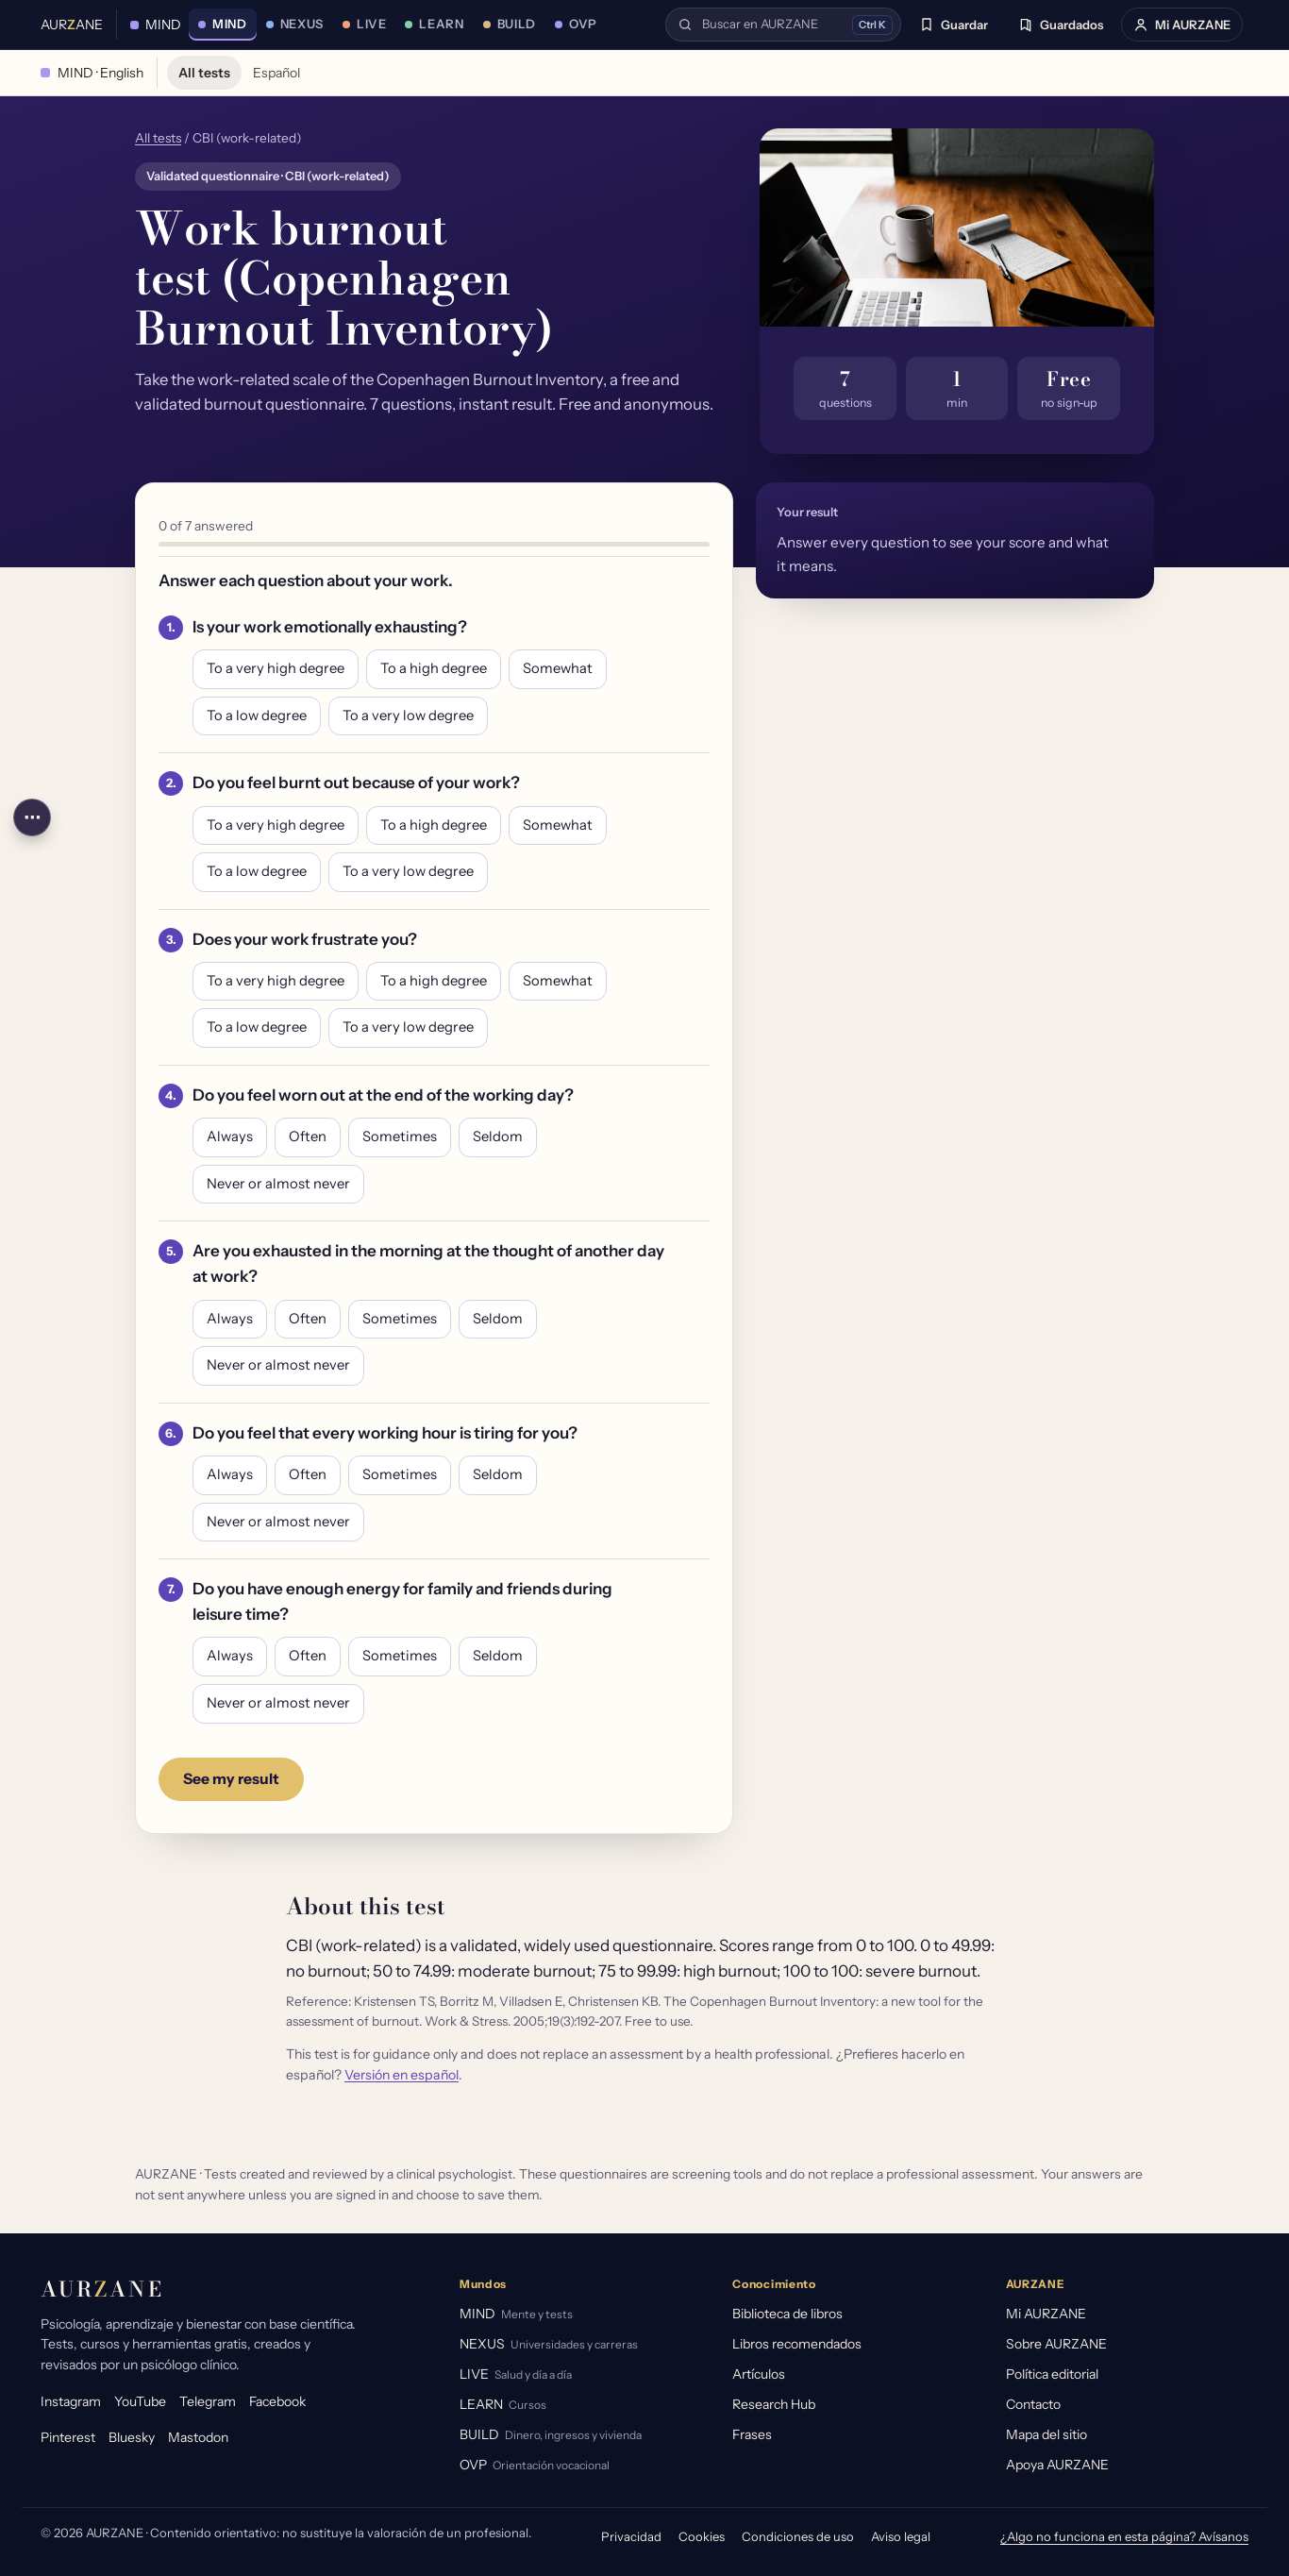 AURZANE MIND MIND NEXUS LIVE LEARN BUILD OVP Buscar en AURZANE Ctrl K Guardar Guardados Mi AURZANE
MIND · English All tests Español
All tests / CBI (work-related)
Validated questionnaire · CBI (work-related)
Work burnout
test (Copenhagen
Burnout Inventory)
Take the work-related scale of the Copenhagen Burnout Inventory, a free and
validated burnout questionnaire. 7 questions, instant result. Free and anonymous.
7 1 Free
questions min no sign-up
0 of 7 answered
Answer each question about your work.
1. Is your work emotionally exhausting?
To a very high degree To a high degree Somewhat
To a low degree To a very low degree
2. Do you feel burnt out because of your work?
To a very high degree To a high degree Somewhat
To a low degree To a very low degree
3. Does your work frustrate you?
To a very high degree To a high degree Somewhat
To a low degree To a very low degree
4. Do you feel worn out at the end of the working day?
Always Often Sometimes Seldom
Never or almost never
5. Are you exhausted in the morning at the thought of another day
at work?
Always Often Sometimes Seldom
Never or almost never
6. Do you feel that every working hour is tiring for you?
Always Often Sometimes Seldom
Never or almost never
7. Do you have enough energy for family and friends during
leisure time?
Always Often Sometimes Seldom
Never or almost never
See my result
Your result
Answer every question to see your score and what
it means.
About this test
CBI (work-related) is a validated, widely used questionnaire. Scores range from 0 to 100. 0 to 49.99:
no burnout; 50 to 74.99: moderate burnout; 75 to 99.99: high burnout; 100 to 100: severe burnout.
Reference: Kristensen TS, Borritz M, Villadsen E, Christensen KB. The Copenhagen Burnout Inventory: a new tool for the
assessment of burnout. Work & Stress. 2005;19(3):192-207. Free to use.
This test is for guidance only and does not replace an assessment by a health professional. ¿Prefieres hacerlo en
español? Versión en español.
AURZANE · Tests created and reviewed by a clinical psychologist. These questionnaires are screening tools and do not replace a professional assessment. Your answers are
not sent anywhere unless you are signed in and choose to save them.
AURZANE
Psicología, aprendizaje y bienestar con base científica.
Tests, cursos y herramientas gratis, creados y
revisados por un psicólogo clínico.
Instagram YouTube Telegram Facebook
Pinterest Bluesky Mastodon
Mundos
MIND Mente y tests
NEXUS Universidades y carreras
LIVE Salud y día a día
LEARN Cursos
BUILD Dinero, ingresos y vivienda
OVP Orientación vocacional
Conocimiento
Biblioteca de libros
Libros recomendados
Artículos
Research Hub
Frases
AURZANE
Mi AURZANE
Sobre AURZANE
Política editorial
Contacto
Mapa del sitio
Apoya AURZANE
© 2026 AURZANE · Contenido orientativo: no sustituye la valoración de un profesional.
Privacidad Cookies Condiciones de uso Aviso legal
¿Algo no funciona en esta página? Avísanos